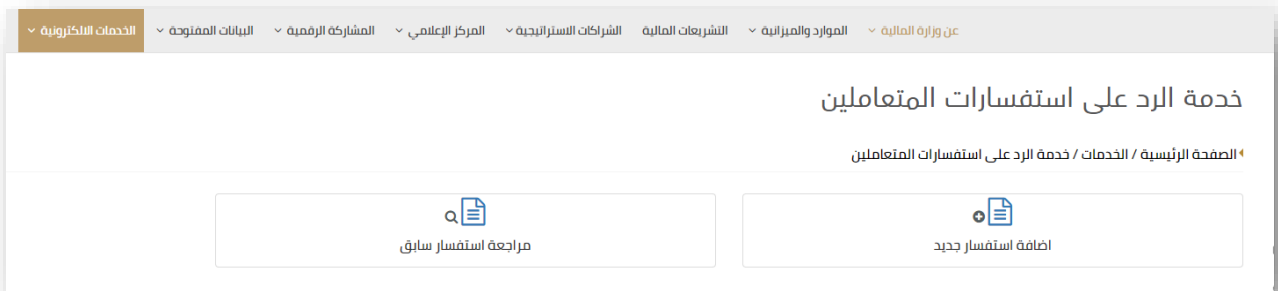 عن وزارة المالية الموارد والميزانية التشريعات المالية الشراكات الاستراتيجية المركز الإعلامي المشاركة الرقمية البيانات المفتوحة الخدمات الالكترونية
خدمة الرد على استفسارات المتعاملين
الصفحة الرئيسية / الخدمات / خدمة الرد على استفسارات المتعاملين
اضافة استفسار جديد
مراجعة استفسار سابق